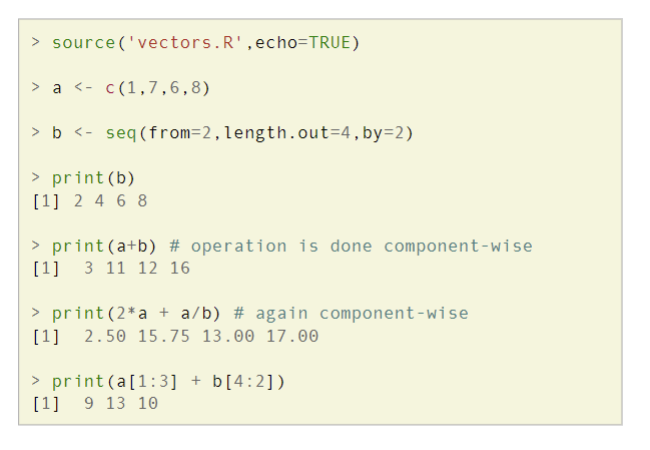 > source('vectors.R',echo=TRUE)
> a <- c(1,7,6,8)
> b <- seq(from=2,length.out=4,by=2)
> print(b)
[1] 2 4 6 8
> print(a+b) # operation is done component-wise
[1]  3 11 12 16
> print(2*a + a/b) # again component-wise
[1]  2.50 15.75 13.00 17.00
> print(a[1:3] + b[4:2])
[1]  9 13 10